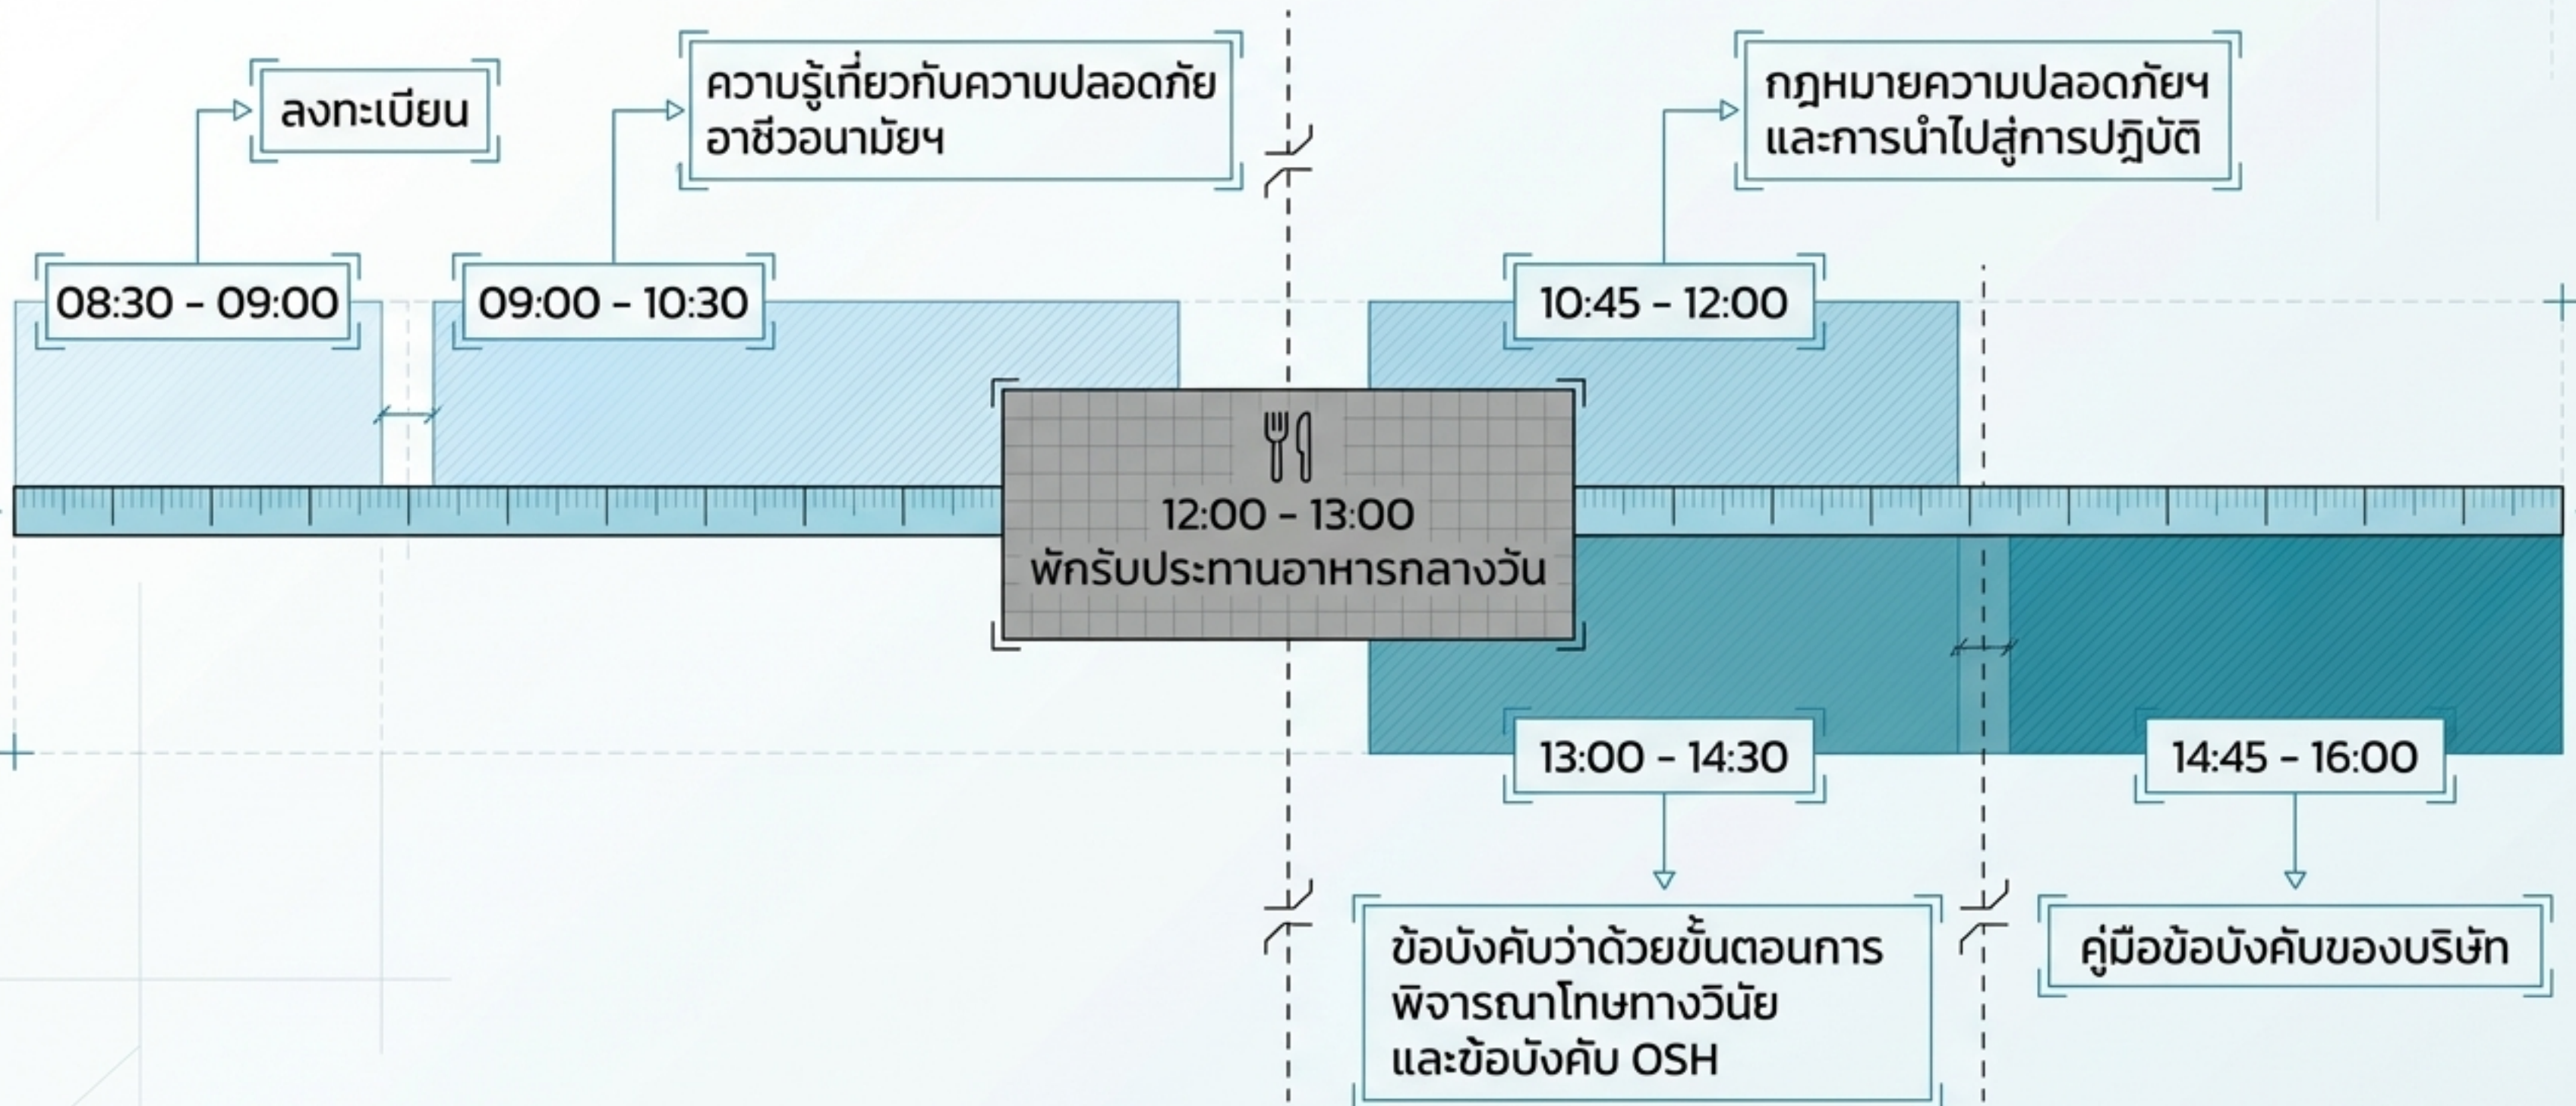 ลงทะเบียน
ความรู้เกี่ยวกับความปลอดภัย
อาชีวอนามัยฯ
กฎหมายความปลอดภัยฯ
และการนำไปสู่การปฏิบัติ
08:30 - 09:00
09:00 - 10:30
10:45 - 12:00
12:00 - 13:00
พักรับประทานอาหารกลางวัน
13:00 - 14:30
14:45 - 16:00
ข้อบังคับว่าด้วยขั้นตอนการ
พิจารณาโทษทางวินัย
และข้อบังคับ OSH
คู่มือข้อบังคับของบริษัท